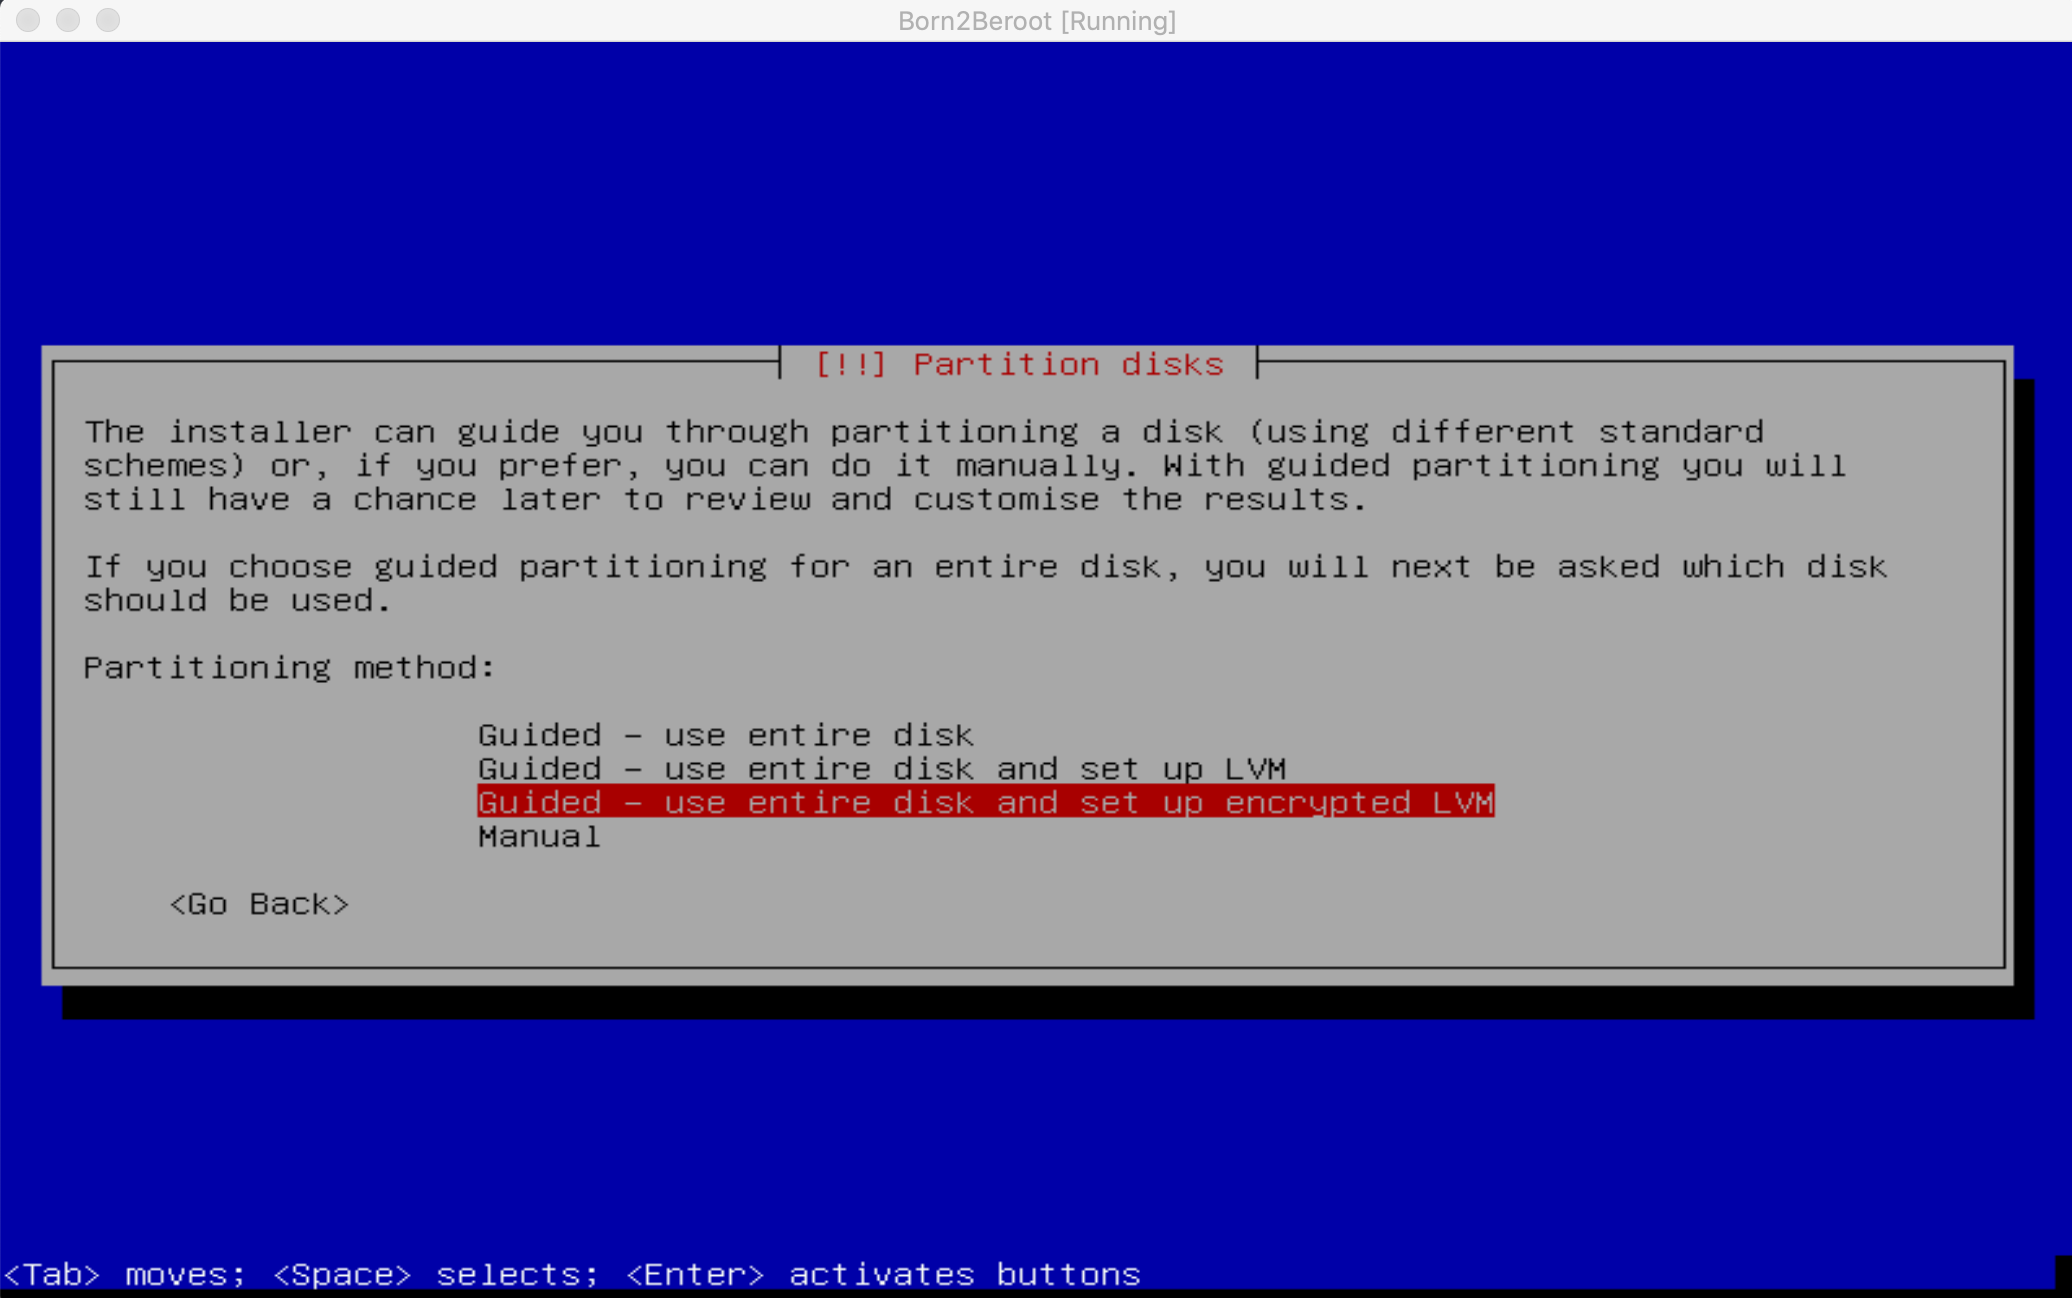 Born2Beroot [Running]
[!!] Partition disks
The installer can guide you through partitioning a disk (using different standard
schemes) or, if you prefer, you can do it manually. With guided partitioning you will
still have a chance later to review and customise the results.
If you choose guided partitioning for an entire disk, you will next be asked which disk
should be used.
Partitioning method:
Guided - use entire disk
Guided - use entire disk and set up LVM
Guided - use entire disk and set up encrypted LVM
Manual
<Go Back>
<Tab> moves; <Space> selects; <Enter> activates buttons